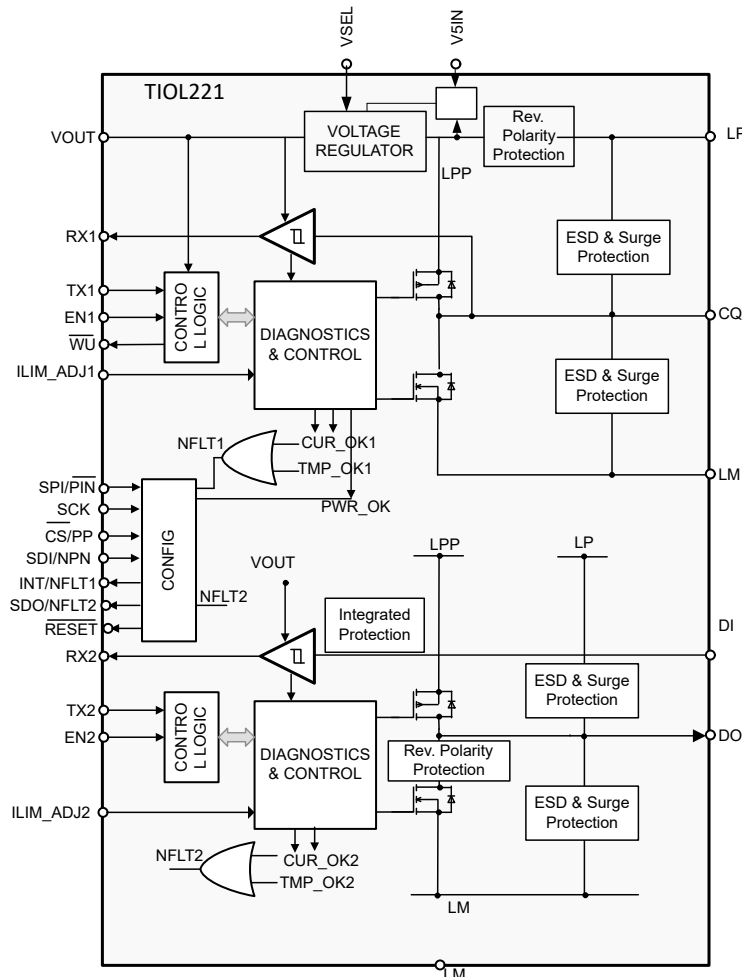 VSEL
V5IN
TIOL221
VOUT
VOLTAGE
REGULATOR
Rev.
Polarity
Protection
LP
LPP
RX1
ESD & Surge
Protection
TX1
EN1
WU
CONTRO
L LOGIC
DIAGNOSTICS
& CONTROL
CQ
ILIM_ADJ1
ESD & Surge
Protection
NFLT1
CUR_OK1
TMP_OK1
LM
SPI/PIN
SCK
CS/PP
SDI/NPN
INT/NFLT1
SDO/NFLT2
RESET
CONFIG
PWR_OK
NFLT2
VOUT
LPP
LP
Integrated
Protection
DI
RX2
ESD & Surge
Protection
TX2
EN2
CONTRO
L LOGIC
DIAGNOSTICS
& CONTROL
Rev. Polarity
Protection
DO
ILIM_ADJ2
ESD & Surge
Protection
NFLT2
CUR_OK2
TMP_OK2
LM
LM